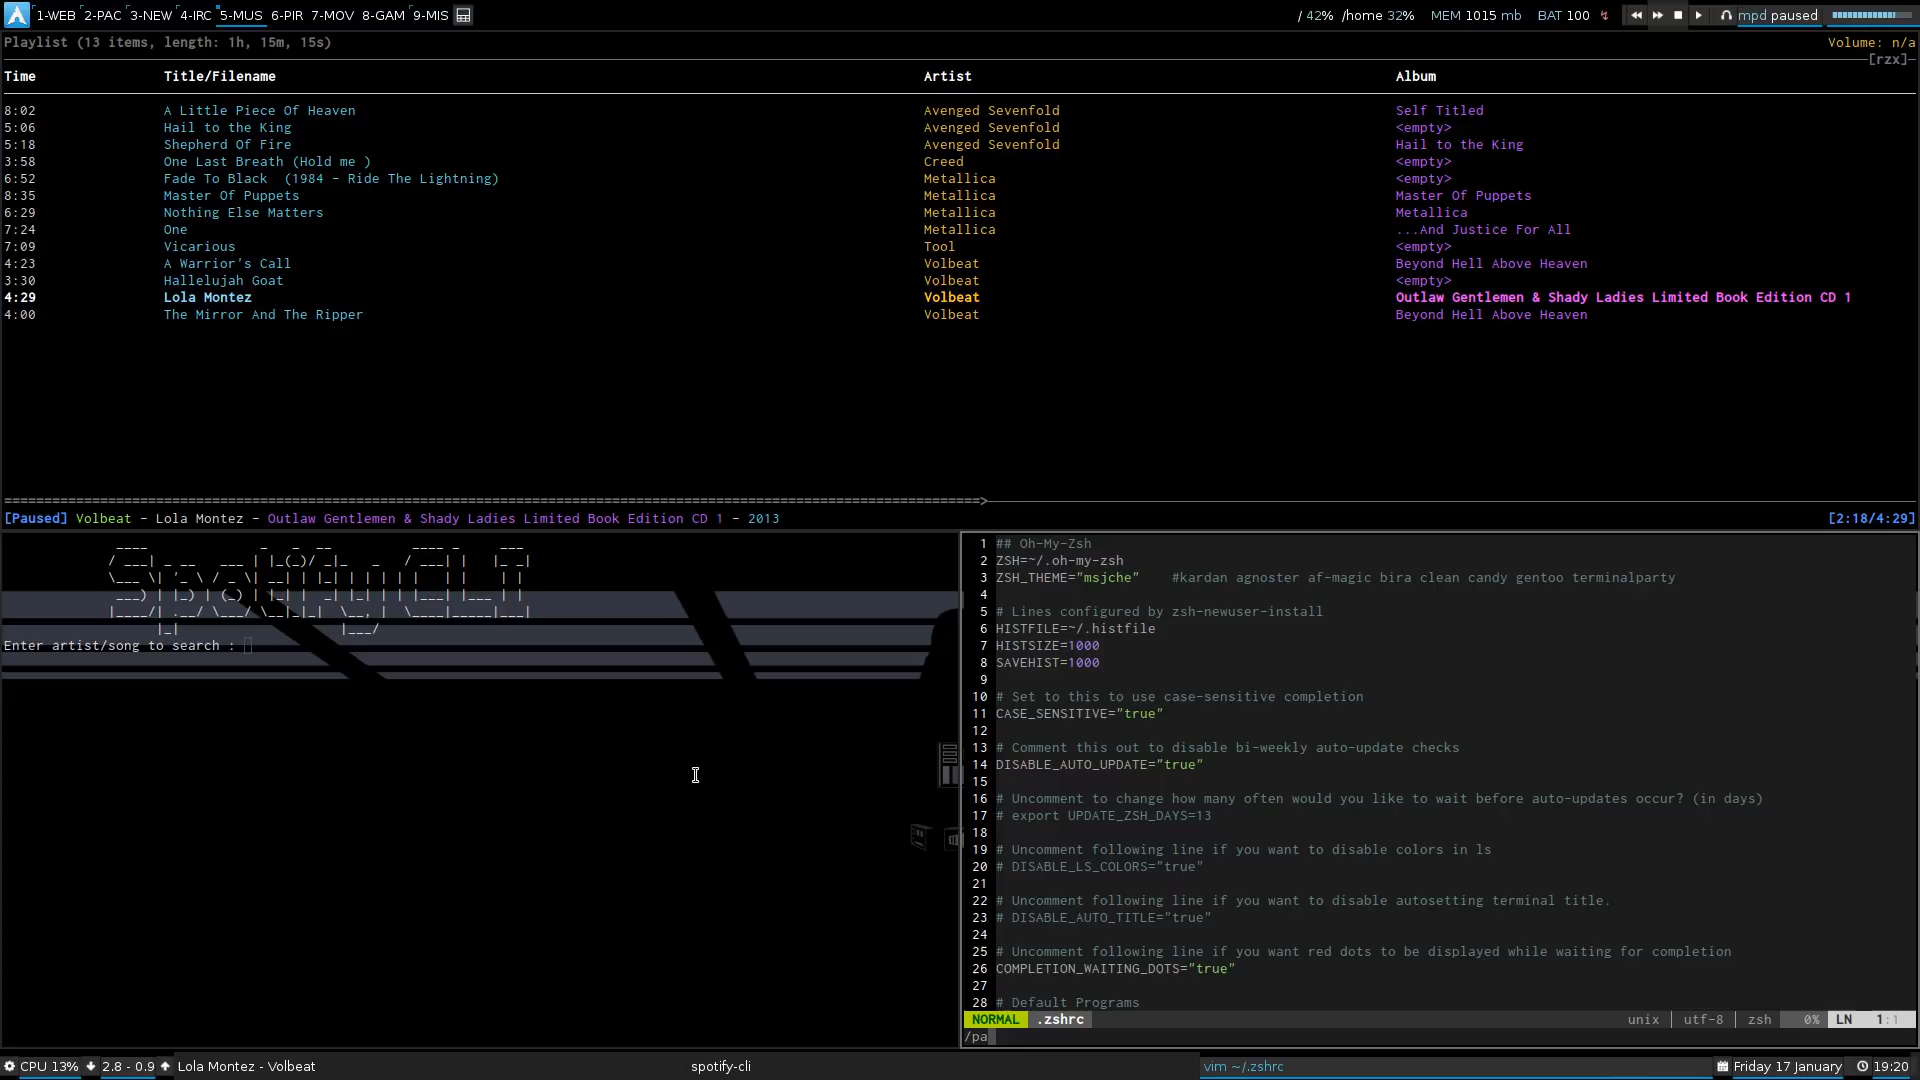 1-WEB 2-PAC 3-NEW 4-IRC 5-MUS 6-PIR 7-MOV 8-GAM 9-MIS / 42% /home 32% MEM 1015 mb BAT 100 mpd paused
Playlist (13 items, length: 1h, 15m, 15s) Volume: n/a
[rzx]
Time Title/Filename Artist Album
8:02 A Little Piece Of Heaven Avenged Sevenfold Self Titled
5:06 Hail to the King Avenged Sevenfold <empty>
5:18 Shepherd Of Fire Avenged Sevenfold Hail to the King
3:58 One Last Breath (Hold me ) Creed <empty>
6:52 Fade To Black  (1984 - Ride The Lightning) Metallica <empty>
8:35 Master Of Puppets Metallica Master Of Puppets
6:29 Nothing Else Matters Metallica Metallica
7:24 One Metallica ...And Justice For All
7:09 Vicarious Tool <empty>
4:23 A Warrior's Call Volbeat Beyond Hell Above Heaven
3:30 Hallelujah Goat Volbeat <empty>
4:29 Lola Montez Volbeat Outlaw Gentlemen & Shady Ladies Limited Book Edition CD 1
4:00 The Mirror And The Ripper Volbeat Beyond Hell Above Heaven
[Paused] Volbeat - Lola Montez - Outlaw Gentlemen & Shady Ladies Limited Book Edition CD 1 - 2013 [2:18/4:29]
Spotify CLI
Enter artist/song to search :
1 ## Oh-My-Zsh
2 ZSH=~/.oh-my-zsh
3 ZSH_THEME="msjche" #kardan agnoster af-magic bira clean candy gentoo terminalparty
4
5 # Lines configured by zsh-newuser-install
6 HISTFILE=~/.histfile
7 HISTSIZE=1000
8 SAVEHIST=1000
9
10 # Set to this to use case-sensitive completion
11 CASE_SENSITIVE="true"
12
13 # Comment this out to disable bi-weekly auto-update checks
14 DISABLE_AUTO_UPDATE="true"
15
16 # Uncomment to change how many often would you like to wait before auto-updates occur? (in days)
17 # export UPDATE_ZSH_DAYS=13
18
19 # Uncomment following line if you want to disable colors in ls
20 # DISABLE_LS_COLORS="true"
21
22 # Uncomment following line if you want to disable autosetting terminal title.
23 # DISABLE_AUTO_TITLE="true"
24
25 # Uncomment following line if you want red dots to be displayed while waiting for completion
26 COMPLETION_WAITING_DOTS="true"
27
28 # Default Programs
NORMAL .zshrc unix utf-8 zsh 0% LN 1:1
/pa
CPU 13% 2.8 - 0.9 Lola Montez - Volbeat spotify-cli vim ~/.zshrc Friday 17 January 19:20